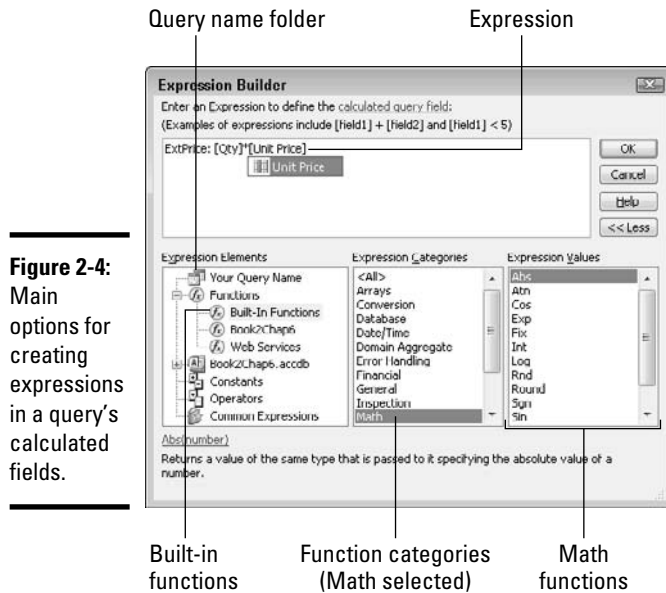 Query name folder
Expression
Expression Builder
Enter an Expression to define the calculated query field:
(Examples of expressions include [field1] + [field2] and [field1] < 5)
ExtPrice: [Qty]*[Unit Price]
Unit Price
OK
Cancel
Help
<< Less
Figure 2-4:
Main
options for
creating
expressions
in a query's
calculated
fields.
Expression Elements
Your Query Name
Functions
Built-In Functions
Book2Chap6
Web Services
Book2Chap6.accdb
Constants
Operators
Common Expressions
Expression Categories
<All>
Arrays
Conversion
Database
Date/Time
Domain Aggregate
Error Handling
Financial
General
Inspection
Math
Expression Values
Abs
Atn
Cos
Exp
Fix
Int
Log
Rnd
Round
Sgn
Sin
Abs(number)
Returns a value of the same type that is passed to it specifying the absolute value of a
number.
Built-in
functions
Function categories
(Math selected)
Math
functions